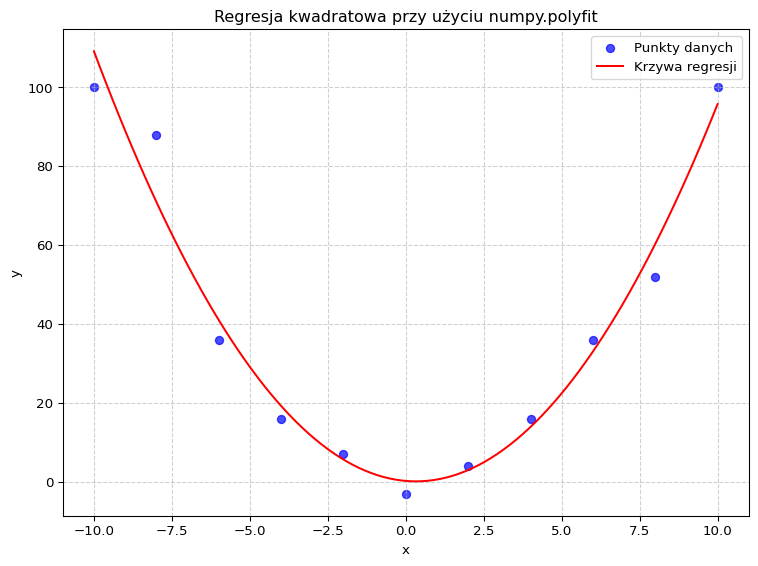 Regresja kwadratowa przy użyciu numpy.polyfit
Punkty danych
Krzywa regresji
100
80
60
40
20
0
y
−10.0 −7.5 −5.0 −2.5 0.0 2.5 5.0 7.5 10.0
x